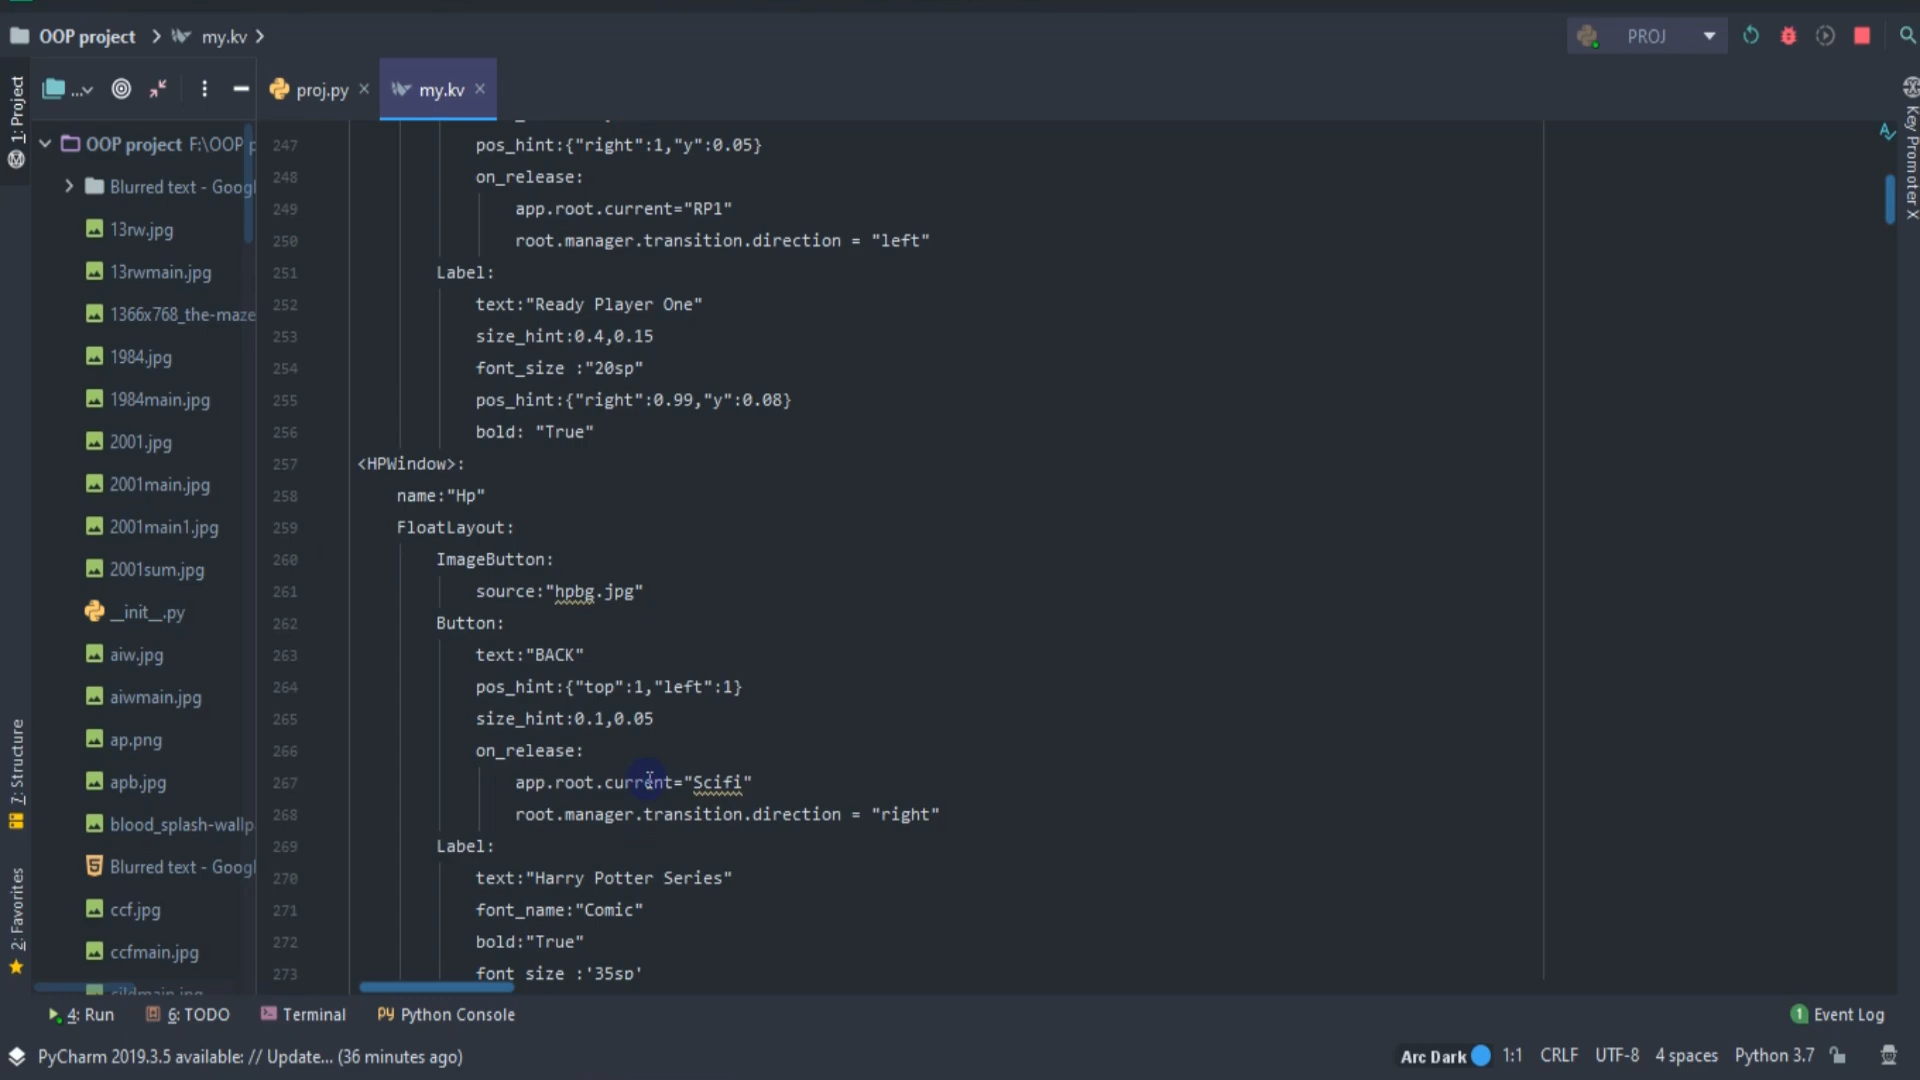 OOP project
my.kv
PROJ
1: Project
...
proj.py
my.kv
Key Promoter X
OOP project F:\OOP p
Blurred text - Goog
13rw.jpg
13rwmain.jpg
1366x768_the-maze
1984.jpg
1984main.jpg
2001.jpg
2001main.jpg
2001main1.jpg
2001sum.jpg
__init__.py
aiw.jpg
aiwmain.jpg
ap.png
apb.jpg
blood_splash-wallp
Blurred text - Googl
ccf.jpg
ccfmain.jpg
7: Structure
2: Favorites
247 pos_hint:{"right":1,"y":0.05}
248 on_release:
249 app.root.current="RP1"
250 root.manager.transition.direction = "left"
251 Label:
252 text:"Ready Player One"
253 size_hint:0.4,0.15
254 font_size :"20sp"
255 pos_hint:{"right":0.99,"y":0.08}
256 bold: "True"
257 <HPWindow>:
258 name:"Hp"
259 FloatLayout:
260 ImageButton:
261 source:"hpbg.jpg"
262 Button:
263 text:"BACK"
264 pos_hint:{"top":1,"left":1}
265 size_hint:0.1,0.05
266 on_release:
267 app.root.current="Scifi"
268 root.manager.transition.direction = "right"
269 Label:
270 text:"Harry Potter Series"
271 font_name:"Comic"
272 bold:"True"
273 font_size :'35sp'
4: Run
6: TODO
Terminal
Python Console
1 Event Log
PyCharm 2019.3.5 available: // Update... (36 minutes ago)
Arc Dark
1:1
CRLF
UTF-8
4 spaces
Python 3.7